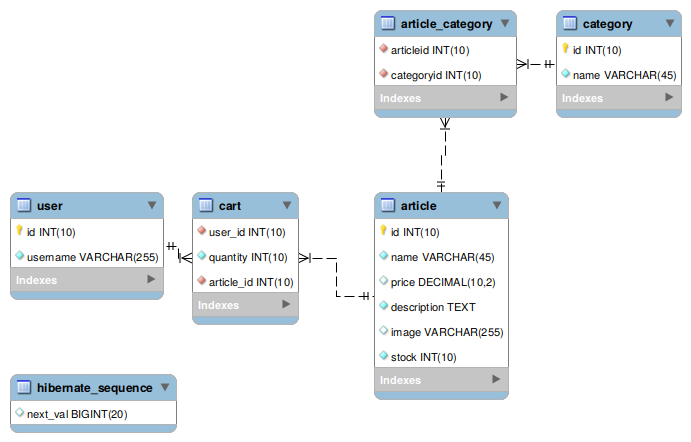 article_category
articleid INT(10)
categoryid INT(10)
Indexes
category
id INT(10)
name VARCHAR(45)
Indexes
user
id INT(10)
username VARCHAR(255)
Indexes
cart
user_id INT(10)
quantity INT(10)
article_id INT(10)
Indexes
article
id INT(10)
name VARCHAR(45)
price DECIMAL(10,2)
description TEXT
image VARCHAR(255)
stock INT(10)
Indexes
hibernate_sequence
next_val BIGINT(20)